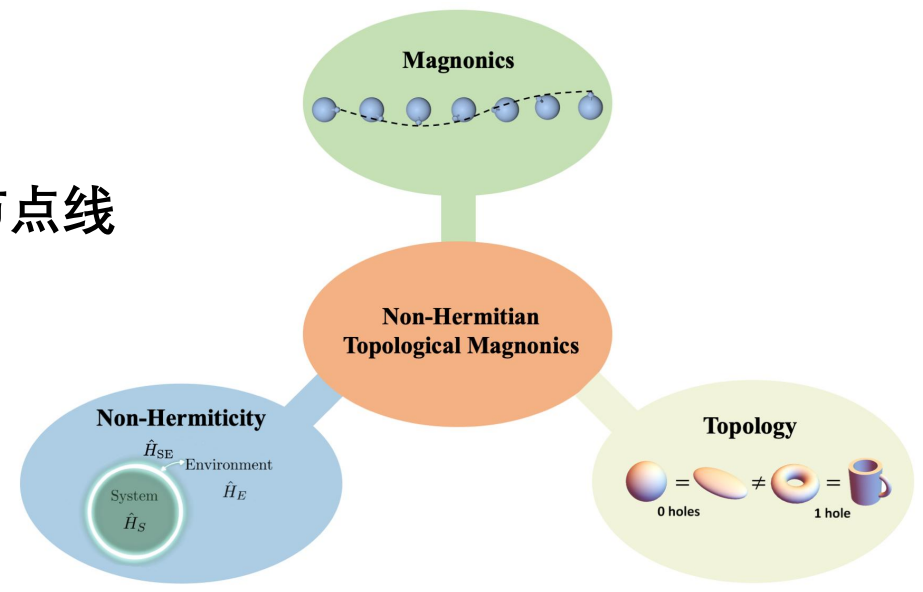 Magnonics
节点线
Non-Hermitian
Topological Magnonics
Non-Hermiticity
Ĥ_SE
Environment
System
Ĥ_E
Ĥ_S
Topology
= ≠ =
0 holes
1 hole